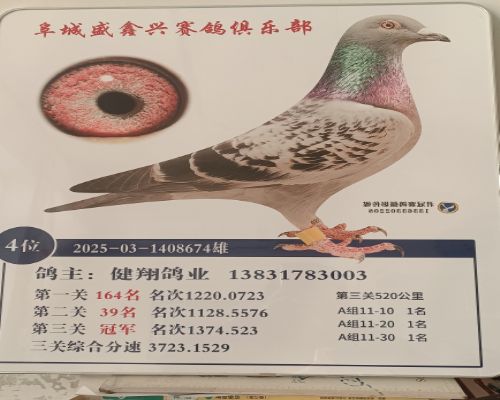 阜城盛鑫兴赛鸽俱乐部
4位
2025-03-1408674雄
鸽主：健翔鸽业 13831783003
第一关 164名 名次1220.0723
第二关 39名 名次1128.5576
第三关 冠军 名次1374.523
三关综合分速 3723.1529
第三关520公里
A组11-10 1名
A组11-20 1名
A组11-30 1名